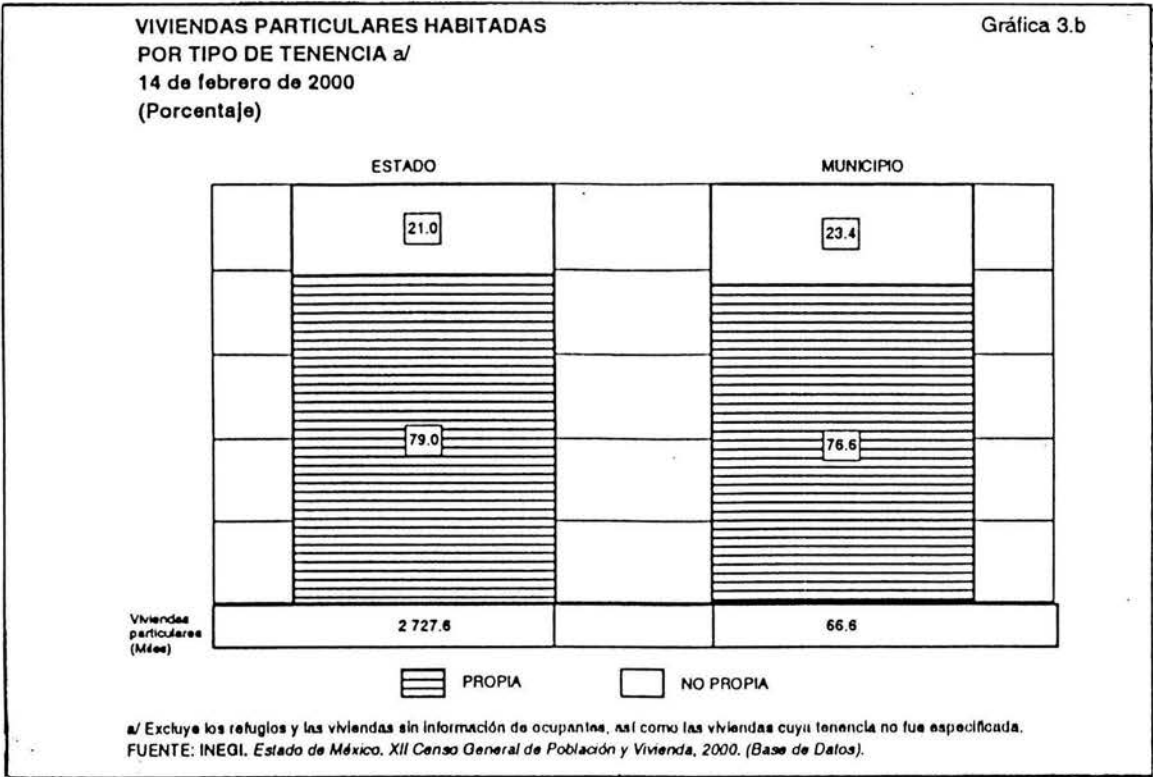 VIVIENDAS PARTICULARES HABITADAS
Gráfica 3.b
POR TIPO DE TENENCIA a/
14 de febrero de 2000
(Porcentaje)
ESTADO
MUNICIPIO
21.0
23.4
79.0
76.6
Viviendas
particulares
(Miles)
2 727.6
66.6
PROPIA
NO PROPIA
a/ Excluye los refugios y las viviendas sin información de ocupantes, así como las viviendas cuya tenencia no fue especificada.
FUENTE: INEGI. Estado de México. XII Censo General de Población y Vivienda, 2000. (Base de Datos).